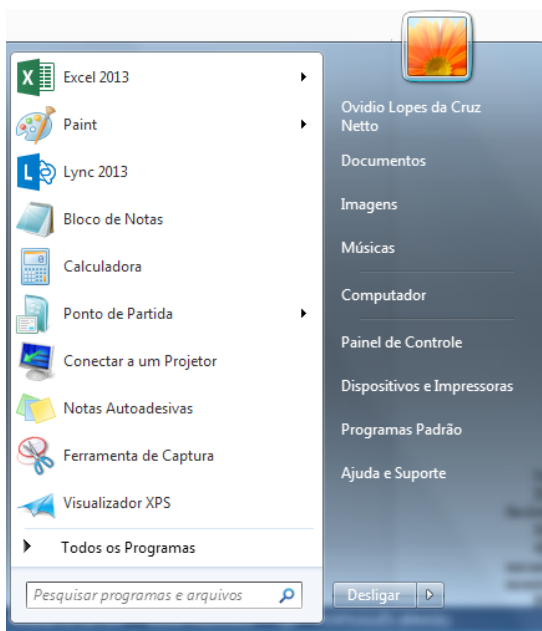 Excel 2013
Paint
Lync 2013
Bloco de Notas
Calculadora
Ponto de Partida
Conectar a um Projetor
Notas Autoadesivas
Ferramenta de Captura
Visualizador XPS
Todos os Programas
Pesquisar programas e arquivos
Ovidio Lopes da Cruz
Netto
Documentos
Imagens
Músicas
Computador
Painel de Controle
Dispositivos e Impressoras
Programas Padrão
Ajuda e Suporte
Desligar